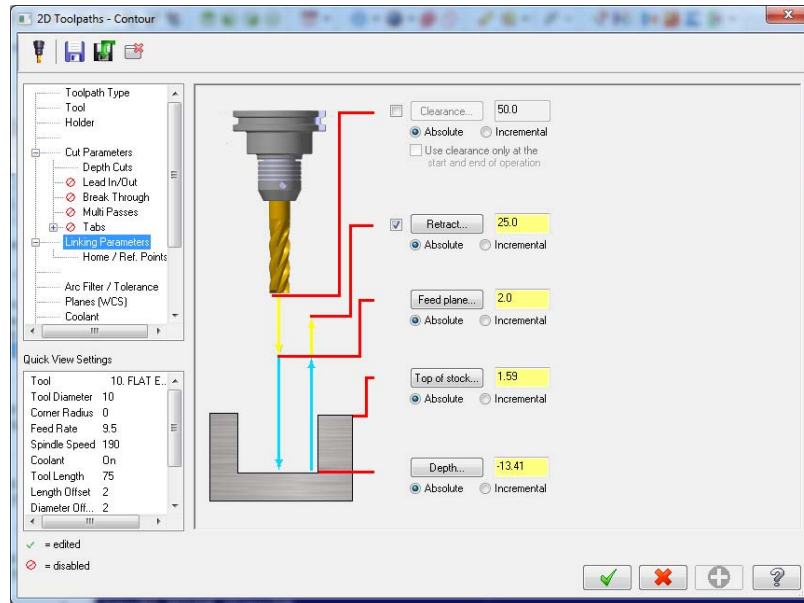 2D Toolpaths - Contour
Toolpath Type
Tool
Holder
Cut Parameters
Depth Cuts
Lead In/Out
Break Through
Multi Passes
Tabs
Linking Parameters
Home / Ref. Points
Arc Filter / Tolerance
Planes (WCS)
Coolant
Quick View Settings
Tool 10. FLAT E...
Tool Diameter 10
Corner Radius 0
Feed Rate 9.5
Spindle Speed 190
Coolant On
Tool Length 75
Length Offset 2
Diameter Off... 2
= edited
= disabled
Clearance... 50.0
Absolute Incremental
Use clearance only at the
start and end of operation
Retract... 25.0
Absolute Incremental
Feed plane... 2.0
Absolute Incremental
Top of stock... 1.59
Absolute Incremental
Depth... -13.41
Absolute Incremental